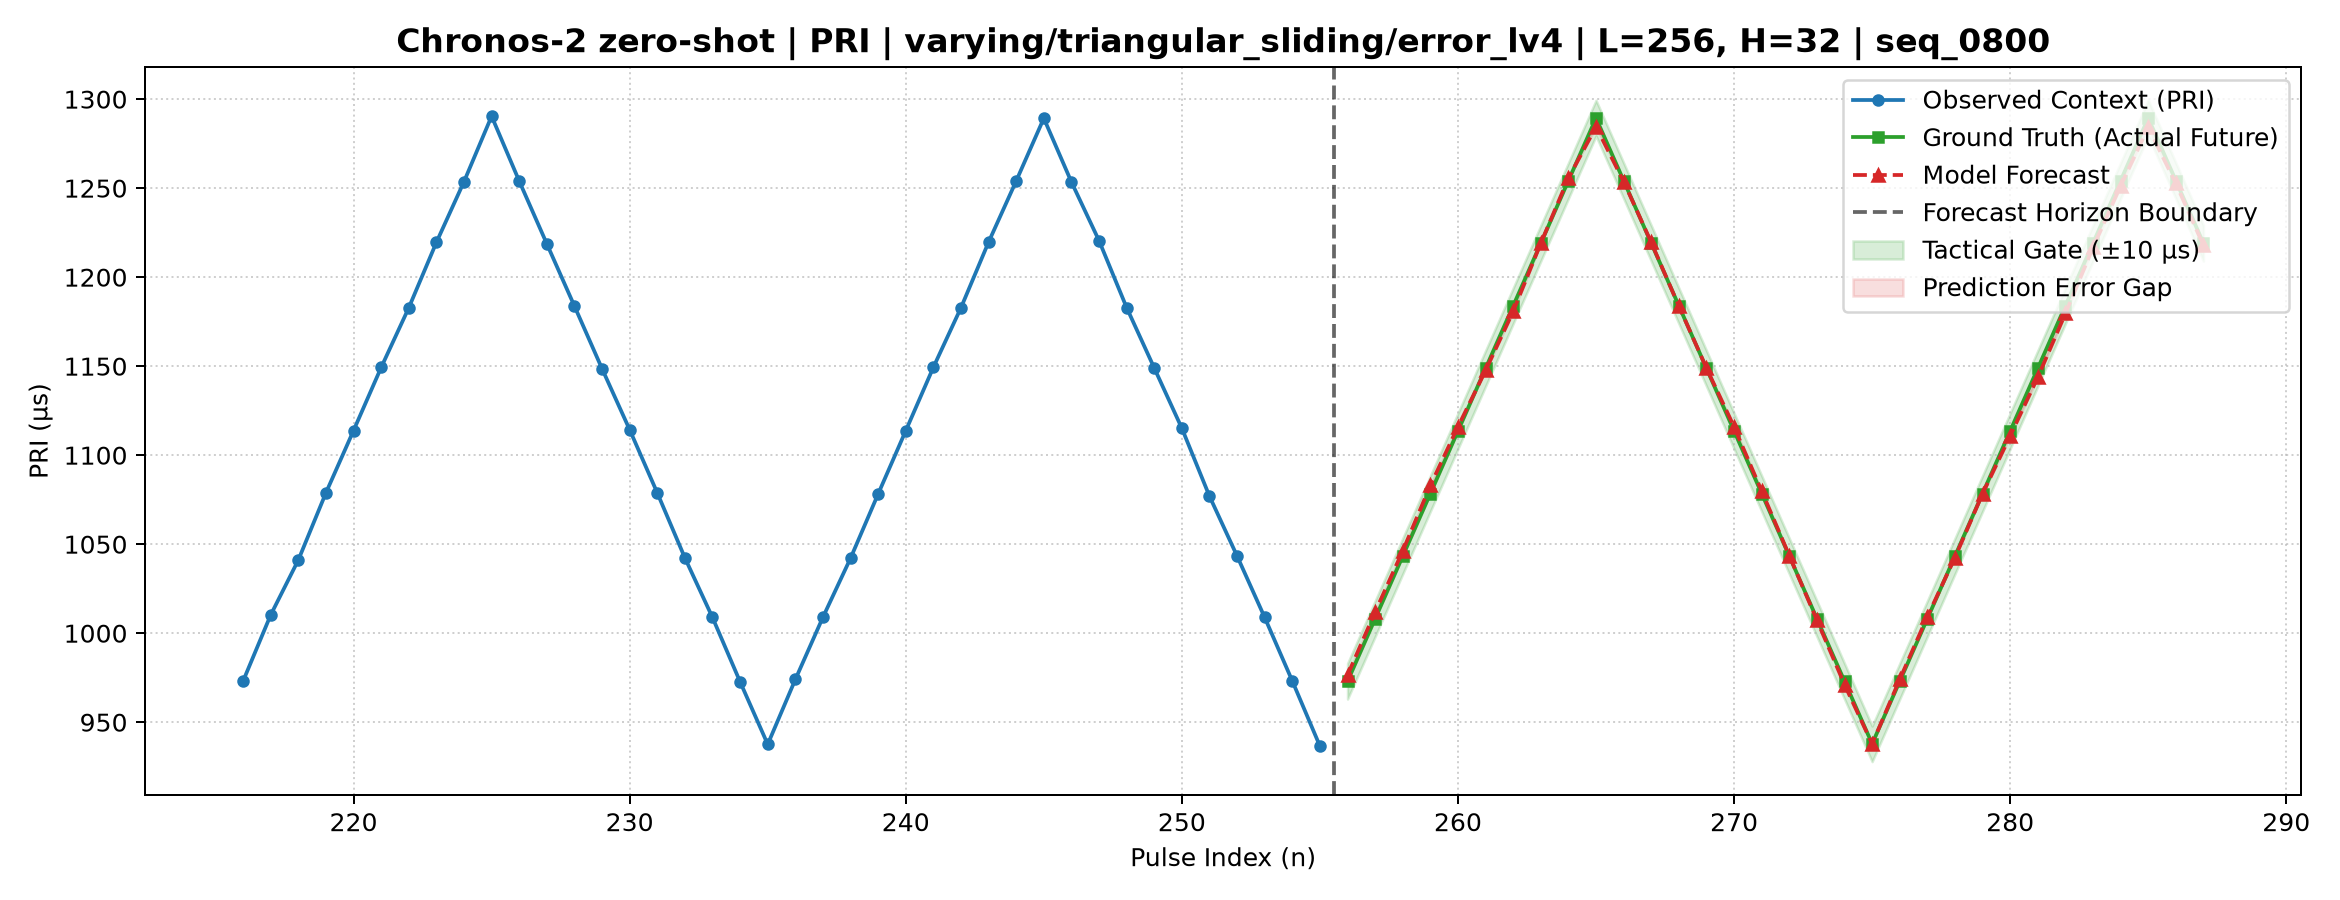 Chronos-2 zero-shot | PRI | varying/triangular_sliding/error_lv4 | L=256, H=32 | seq_0800
PRI (μs)
1300
1250
1200
1150
1100
1050
1000
950
Observed Context (PRI)
Ground Truth (Actual Future)
Model Forecast
Forecast Horizon Boundary
Tactical Gate (±10 μs)
Prediction Error Gap
220
230
240
250
260
270
280
290
Pulse Index (n)